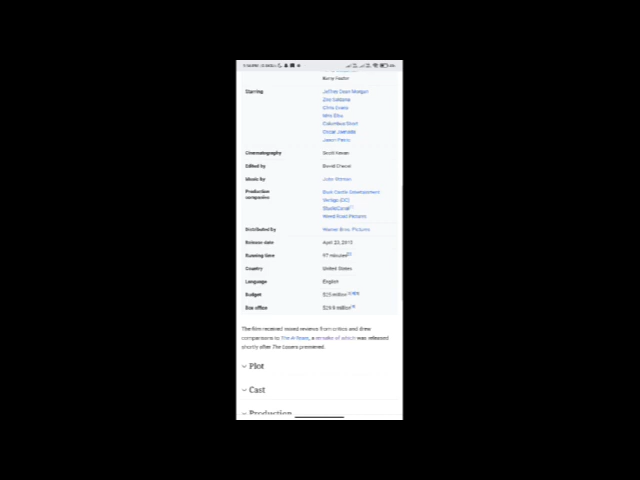 Starring
Jeffrey Dean Morgan
Zoe Saldana
Chris Evans
Idris Elba
Columbus Short
Óscar Jaenada
Jason Patric
Cinematography
Scott Kevan
Edited by
David Checel
Music by
John Ottman
Production companies
Dark Castle Entertainment
Vertigo (DC)
StudioCanal
Weed Road Pictures
Distributed by
Warner Bros. Pictures
Release date
April 23, 2010
Running time
97 minutes
Country
United States
Language
English
Budget
$25 million
Box office
The film received mixed reviews from critics and drew
comparisons to The A-Team, a remake of which was released
shortly after The Losers premiered.
Plot
Cast
Production